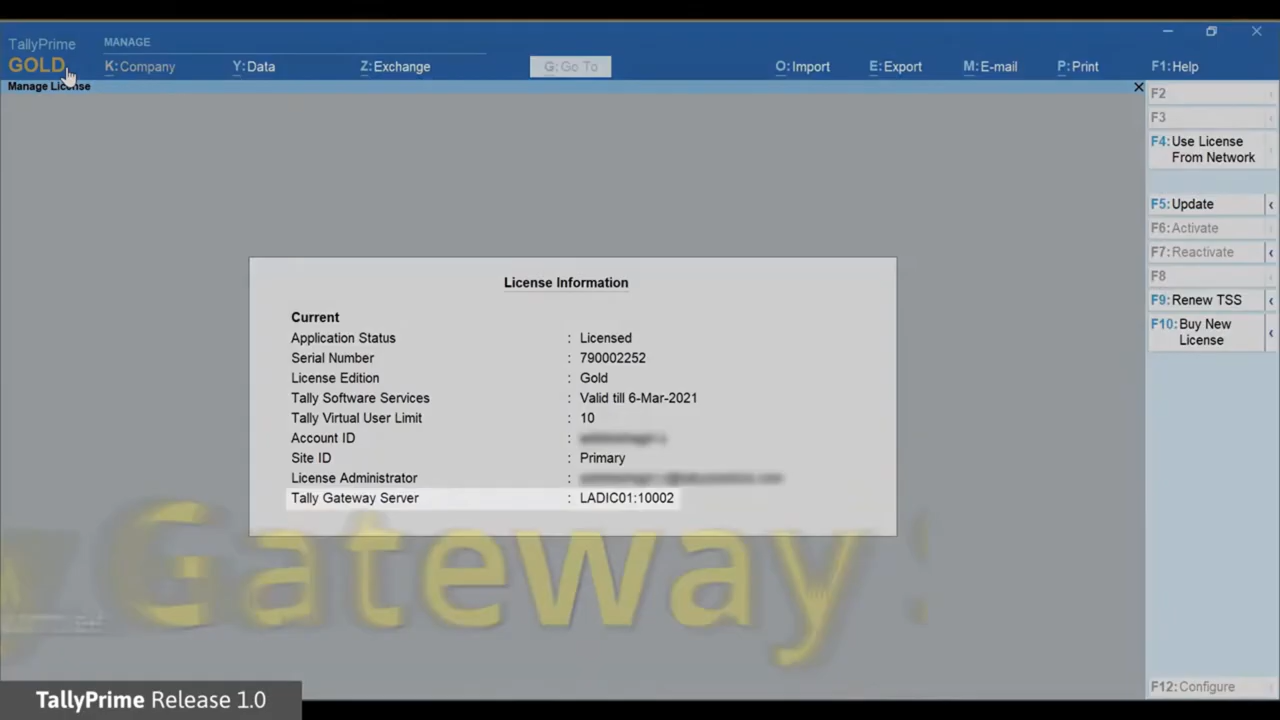 TallyPrime
GOLD
MANAGE
K: Company
Y: Data
Z: Exchange
G: Go To
O: Import
E: Export
M: E-mail
P: Print
F1: Help
Manage License
F2
F3
F4: Use License
From Network
F5: Update
F6: Activate
F7: Reactivate
F8
F9: Renew TSS
F10: Buy New
License
License Information
Current
Application Status : Licensed
Serial Number : 790002252
License Edition : Gold
Tally Software Services : Valid till 6-Mar-2021
Tally Virtual User Limit : 10
Account ID :
Site ID : Primary
License Administrator :
Tally Gateway Server : LADIC01:10002
Gateway
F12: Configure
TallyPrime Release 1.0